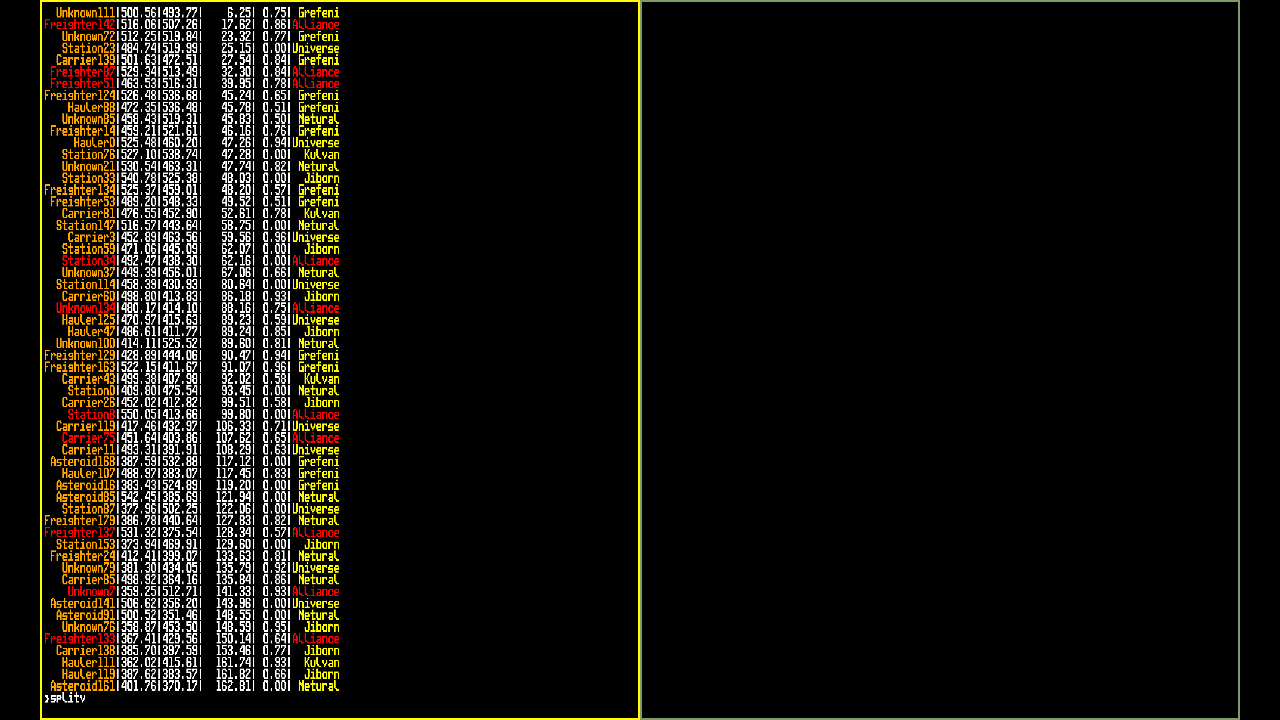 Unknown111|500.56|493.77|  6.25| 0.75| Grefeni
Freighter142|516.06|507.26| 17.62| 0.86|Alliance
Unknown72|512.25|519.84| 23.32| 0.77| Grefeni
Station23|484.74|519.99| 25.15| 0.00|Universe
Carrier139|501.63|472.51| 27.54| 0.84| Grefeni
Freighter87|529.34|513.49| 32.30| 0.84|Alliance
Freighter51|463.53|516.31| 39.95| 0.78|Alliance
Freighter124|526.48|536.68| 45.24| 0.65| Grefeni
Hauler88|472.35|536.48| 45.78| 0.51| Grefeni
Unknown85|458.43|519.31| 45.83| 0.50| Netural
Freighter14|459.21|521.61| 46.16| 0.76| Grefeni
Hauler0|525.48|460.20| 47.26| 0.94|Universe
Station76|527.10|538.74| 47.28| 0.00| Kulvan
Unknown21|530.54|463.31| 47.74| 0.82| Netural
Station33|540.78|525.38| 48.03| 0.00| Jiborn
Freighter134|525.37|459.01| 48.20| 0.57| Grefeni
Freighter53|489.20|548.33| 49.52| 0.51| Grefeni
Carrier81|476.55|452.90| 52.61| 0.78| Kulvan
Station147|516.57|443.64| 58.75| 0.00| Netural
Carrier3|452.89|463.56| 59.56| 0.96|Universe
Station59|471.06|445.09| 62.07| 0.00| Jiborn
Station34|492.47|438.30| 62.16| 0.00|Alliance
Unknown37|449.39|456.01| 67.06| 0.66| Netural
Station114|458.39|430.93| 80.64| 0.00|Universe
Carrier60|498.80|413.83| 86.18| 0.93| Jiborn
Unknown134|480.17|414.10| 88.16| 0.75|Alliance
Hauler125|470.97|415.63| 89.23| 0.59|Universe
Hauler47|486.61|411.77| 89.24| 0.85| Jiborn
Unknown100|414.11|525.52| 89.60| 0.81| Netural
Freighter129|428.89|444.06| 90.47| 0.94| Grefeni
Freighter163|522.15|411.67| 91.07| 0.96| Grefeni
Carrier43|499.38|407.98| 92.02| 0.58| Kulvan
Station0|409.80|475.54| 93.45| 0.00| Netural
Carrier26|452.02|412.82| 99.51| 0.58| Jiborn
Station8|550.05|413.66| 99.80| 0.00|Alliance
Carrier119|417.46|432.97| 106.33| 0.71|Universe
Carrier75|451.64|403.86| 107.62| 0.65|Alliance
Carrier11|493.31|391.91| 108.29| 0.63|Universe
Asteroid168|387.59|532.88| 117.12| 0.00| Grefeni
Hauler107|488.97|383.07| 117.45| 0.83| Grefeni
Asteroid16|383.43|524.89| 119.20| 0.00| Grefeni
Asteroid85|542.45|385.69| 121.94| 0.00| Netural
Station87|377.96|502.25| 122.06| 0.00|Universe
Freighter179|386.78|440.64| 127.83| 0.82| Netural
Freighter137|531.32|375.54| 128.34| 0.57|Alliance
Station153|373.94|469.91| 129.60| 0.00| Jiborn
Freighter24|412.41|399.07| 133.63| 0.81| Netural
Unknown79|381.30|434.05| 135.79| 0.92|Universe
Carrier85|498.92|364.16| 135.84| 0.86| Netural
Unknown7|359.25|512.71| 141.33| 0.93|Alliance
Asteroid141|506.62|356.20| 143.96| 0.00|Universe
Asteroid91|500.52|351.46| 148.55| 0.00| Netural
Unknown76|358.87|453.50| 148.59| 0.95| Jiborn
Freighter133|367.41|429.56| 150.14| 0.64|Alliance
Carrier138|385.70|397.59| 153.46| 0.77| Jiborn
Hauler111|362.02|415.61| 161.74| 0.93| Kulvan
Hauler119|387.62|383.57| 161.82| 0.66| Jiborn
Asteroid161|401.76|370.17| 162.81| 0.00| Netural
>splitv